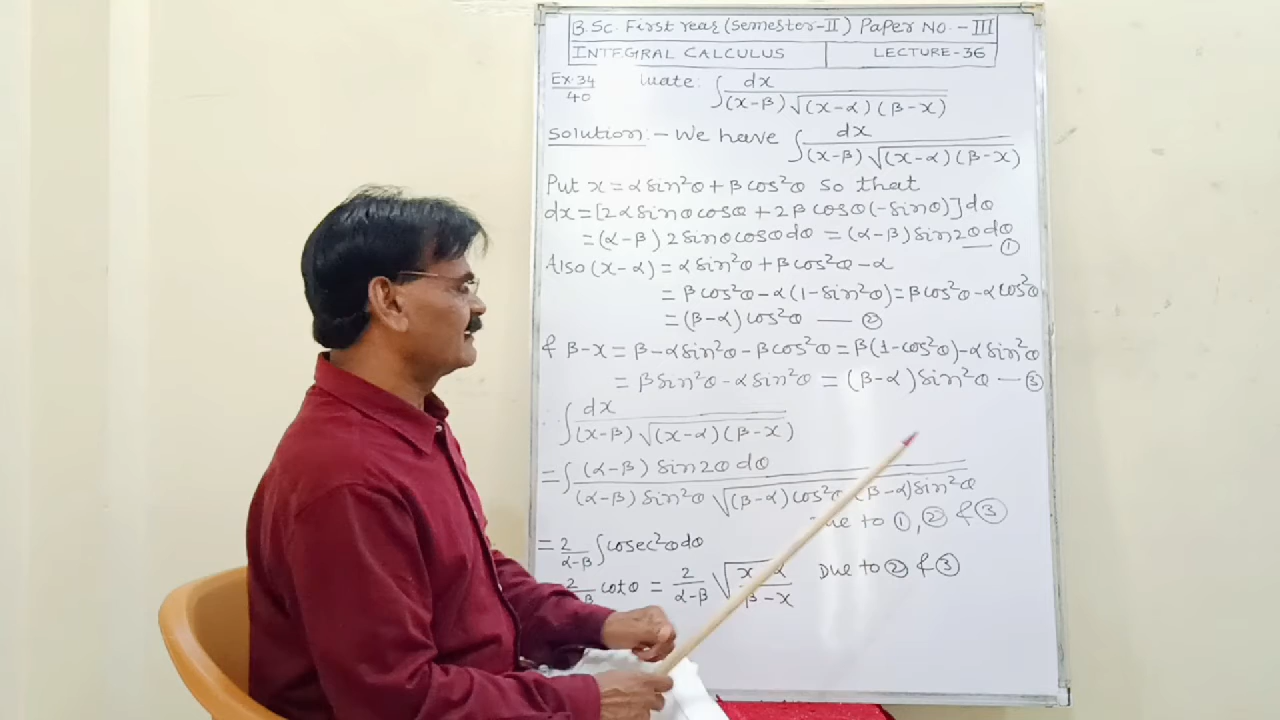 B.Sc. First year (Semester-II) Paper No. - III
INTEGRAL CALCULUS LECTURE-36
Ex.34/40 luate: ∫ dx / (x-β)√(x-α)(β-x)
Solution:- We have ∫ dx / (x-β)√(x-α)(β-x)
Put x = α sin²θ + β cos²θ so that
dx = [2α sinθ cosθ + 2β cosθ(-sinθ)]dθ
= (α-β) 2 sinθ cosθ dθ = (α-β) sin2θ dθ — ①
Also (x-α) = α sin²θ + β cos²θ - α
= β cos²θ - α(1-sin²θ) = β cos²θ - α cos²θ
= (β-α) cos²θ — ②
& β-x = β - α sin²θ - β cos²θ = β(1-cos²θ) - α sin²θ
= β sin²θ - α sin²θ = (β-α) sin²θ — ③
∫ dx / (x-β)√(x-α)(β-x)
= ∫ (α-β) sin2θ dθ / (α-β) sin²θ √(β-α)cos²θ (β-α)sin²θ
Due to ①, ② & ③
= 2/(α-β) ∫ cosec²θ dθ
cotθ = 2/(α-β) √(x-α)/(β-x) Due to ② & ③